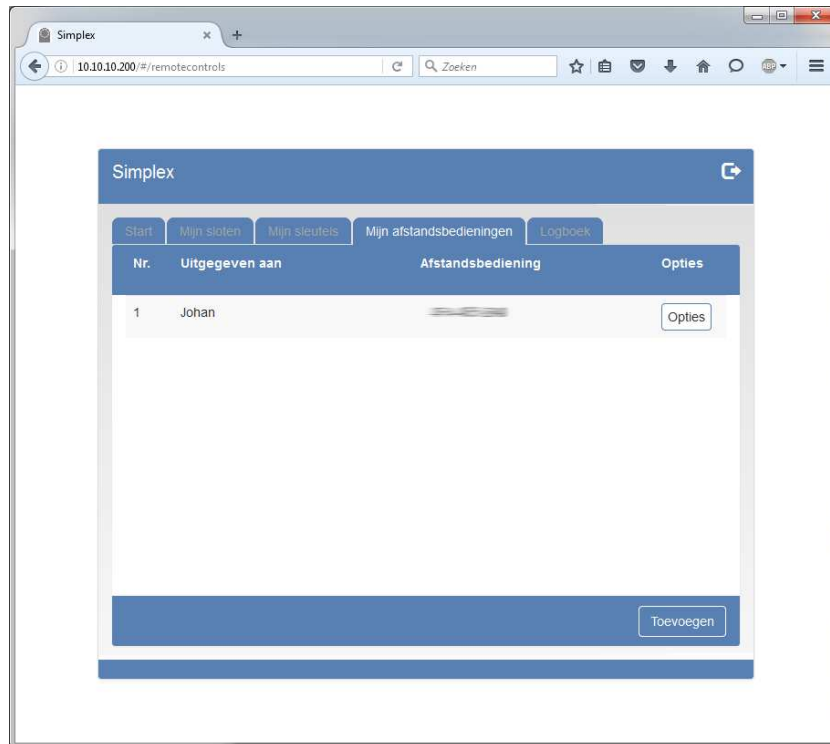 Simplex
10.10.10.200/#/remotecontrols
Zoeken
ABP
Simplex
Start Mijn sloten Mijn sleutels Mijn afstandsbedieningen Logboek
Nr. Uitgegeven aan Afstandsbediening Opties
1 Johan Opties
Toevoegen